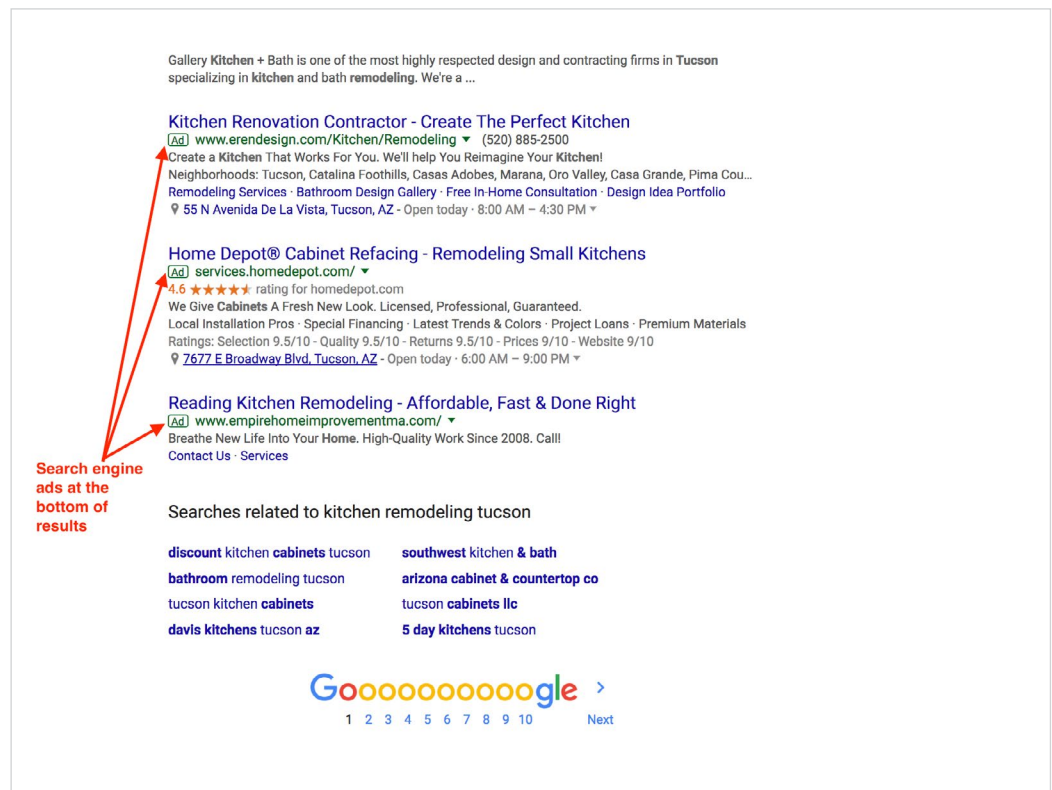 Gallery Kitchen + Bath is one of the most highly respected design and contracting firms in Tucson
specializing in kitchen and bath remodeling. We're a ...
Kitchen Renovation Contractor - Create The Perfect Kitchen
Ad www.erendesign.com/Kitchen/Remodeling (520) 885-2500
Create a Kitchen That Works For You. We'll help You Reimagine Your Kitchen!
Neighborhoods: Tucson, Catalina Foothills, Casas Adobes, Marana, Oro Valley, Casa Grande, Pima Cou...
Remodeling Services · Bathroom Design Gallery · Free In-Home Consultation · Design Idea Portfolio
55 N Avenida De La Vista, Tucson, AZ - Open today · 8:00 AM – 4:30 PM
Home Depot® Cabinet Refacing - Remodeling Small Kitchens
Ad services.homedepot.com/
4.6 ★★★★★ rating for homedepot.com
We Give Cabinets A Fresh New Look. Licensed, Professional, Guaranteed.
Local Installation Pros · Special Financing · Latest Trends & Colors · Project Loans · Premium Materials
Ratings: Selection 9.5/10 - Quality 9.5/10 - Returns 9.5/10 - Prices 9/10 - Website 9/10
7677 E Broadway Blvd, Tucson, AZ - Open today · 6:00 AM – 9:00 PM
Reading Kitchen Remodeling - Affordable, Fast & Done Right
Ad www.empirehomeimprovementma.com/
Breathe New Life Into Your Home. High-Quality Work Since 2008. Call!
Contact Us · Services
Search engine
ads at the
bottom of
results
Searches related to kitchen remodeling tucson
discount kitchen cabinets tucson
southwest kitchen & bath
bathroom remodeling tucson
arizona cabinet & countertop co
tucson kitchen cabinets
tucson cabinets llc
davis kitchens tucson az
5 day kitchens tucson
Goooooooooogle >
1 2 3 4 5 6 7 8 9 10 Next